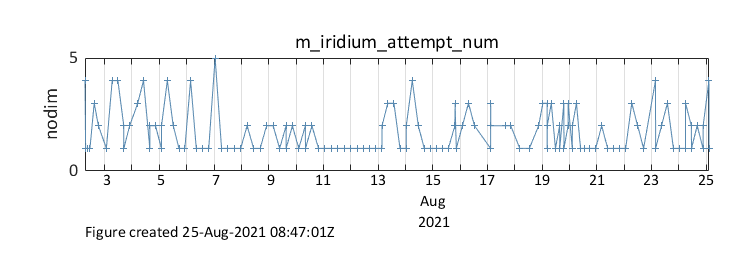 m_iridium_attempt_num
5
nodim
0
3 5 7 9 11 13 15 17 19 21 23 25
Aug
2021
Figure created 25-Aug-2021 08:47:01Z